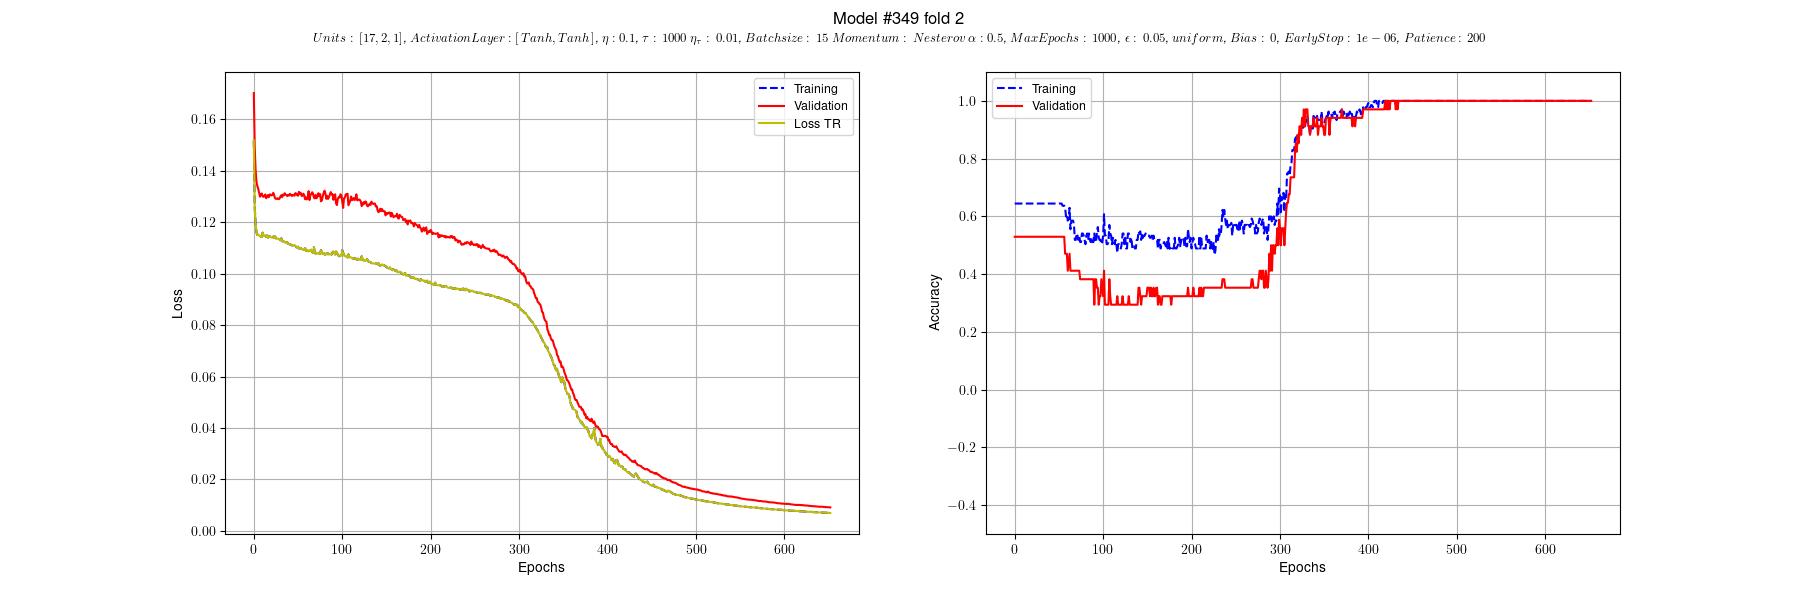 Model #349 fold 2
Units : [17, 2, 1], ActivationLayer : [Tanh, Tanh], η : 0.1, τ : 1000 ητ : 0.01, Batchsize : 15 Momentum : Nesterov α : 0.5, MaxEpochs : 1000, ϵ : 0.05, uniform, Bias : 0, EarlyStop : 1e − 06, Patience : 200
Training
Validation
Loss TR
0.16
0.14
0.12
0.10
0.08
0.06
0.04
0.02
0.00
Loss
0 100 200 300 400 500 600
Epochs
Training
Validation
1.0
0.8
0.6
0.4
0.2
0.0
−0.2
−0.4
Accuracy
0 100 200 300 400 500 600
Epochs